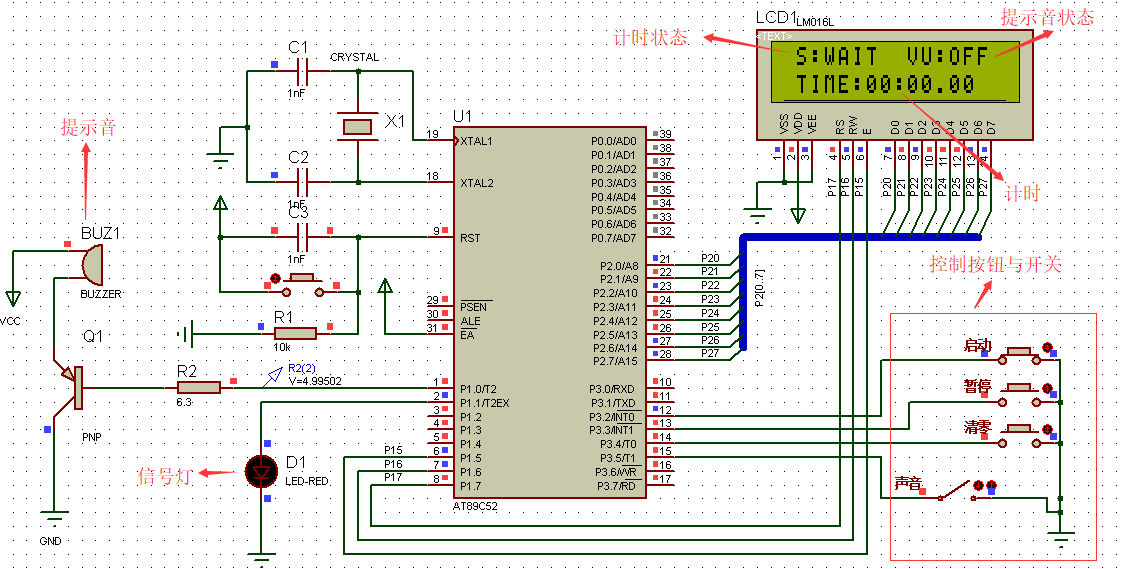 LCD1
LM016L
<TEXT>
提示音状态
计时状态
S:WAIT VU:OFF
TIME:00:00.00
VSS
VDD
VEE
RS
RW
E
D0
D1
D2
D3
D4
D5
D6
D7
1
2
3
4
5
6
7
8
9
10
11
12
13
14
P17
P16
P15
P20
P21
P22
P23
P24
P25
P26
P27
计时
C1
1nF
CRYSTAL
X1
C2
1nF
C3
1nF
R1
10k
提示音
BUZ1
BUZZER
VCC
Q1
PNP
GND
R2
6.3
R2(2)
V=4.99502
信号灯
D1
LED-RED
U1
19 XTAL1
18 XTAL2
9 RST
29 PSEN
30 ALE
31 EA
1 P1.0/T2
2 P1.1/T2EX
3 P1.2
4 P1.3
5 P1.4
P15 6 P1.5
P16 7 P1.6
P17 8 P1.7
P0.0/AD0 39
P0.1/AD1 38
P0.2/AD2 37
P0.3/AD3 36
P0.4/AD4 35
P0.5/AD5 34
P0.6/AD6 33
P0.7/AD7 32
P2.0/A8 21 P20
P2.1/A9 22 P21
P2.2/A10 23 P22
P2.3/A11 24 P23
P2.4/A12 25 P24
P2.5/A13 26 P25
P2.6/A14 27 P26
P2.7/A15 28 P27
P3.0/RXD 10
P3.1/TXD 11
P3.2/INT0 12
P3.3/INT1 13
P3.4/T0 14
P3.5/T1 15
P3.6/WR 16
P3.7/RD 17
AT89C52
P2[0..7]
控制按钮与开关
启动
暂停
清零
声音